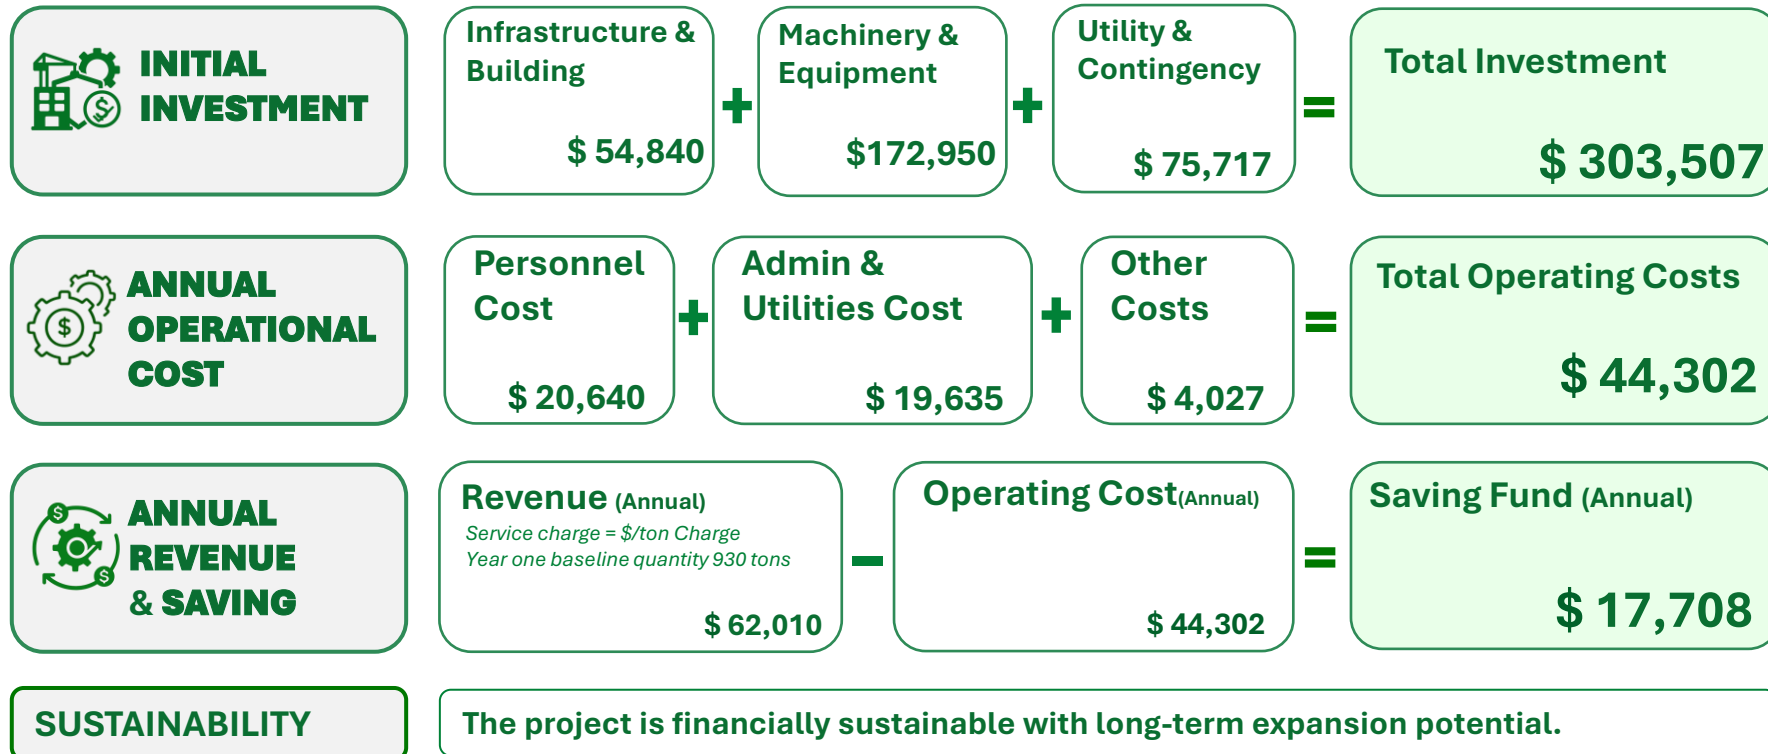 INITIAL
INVESTMENT
Infrastructure &
Building
$ 54,840
+
Machinery &
Equipment
$172,950
+
Utility &
Contingency
$ 75,717
=
Total Investment
$ 303,507
ANNUAL
OPERATIONAL
COST
Personnel
Cost
$ 20,640
+
Admin &
Utilities Cost
$ 19,635
+
Other
Costs
$ 4,027
=
Total Operating Costs
$ 44,302
ANNUAL
REVENUE
& SAVING
Revenue (Annual)
Service charge = $/ton Charge
Year one baseline quantity 930 tons
$ 62,010
−
Operating Cost(Annual)
$ 44,302
=
Saving Fund (Annual)
$ 17,708
SUSTAINABILITY
The project is financially sustainable with long-term expansion potential.